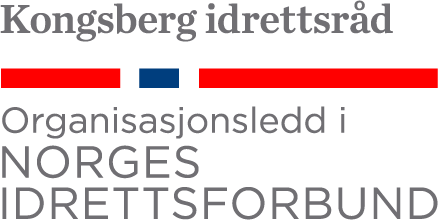 Kongsberg idrettsråd
Organisasjonsledd i
NORGES
IDRETTSFORBUND